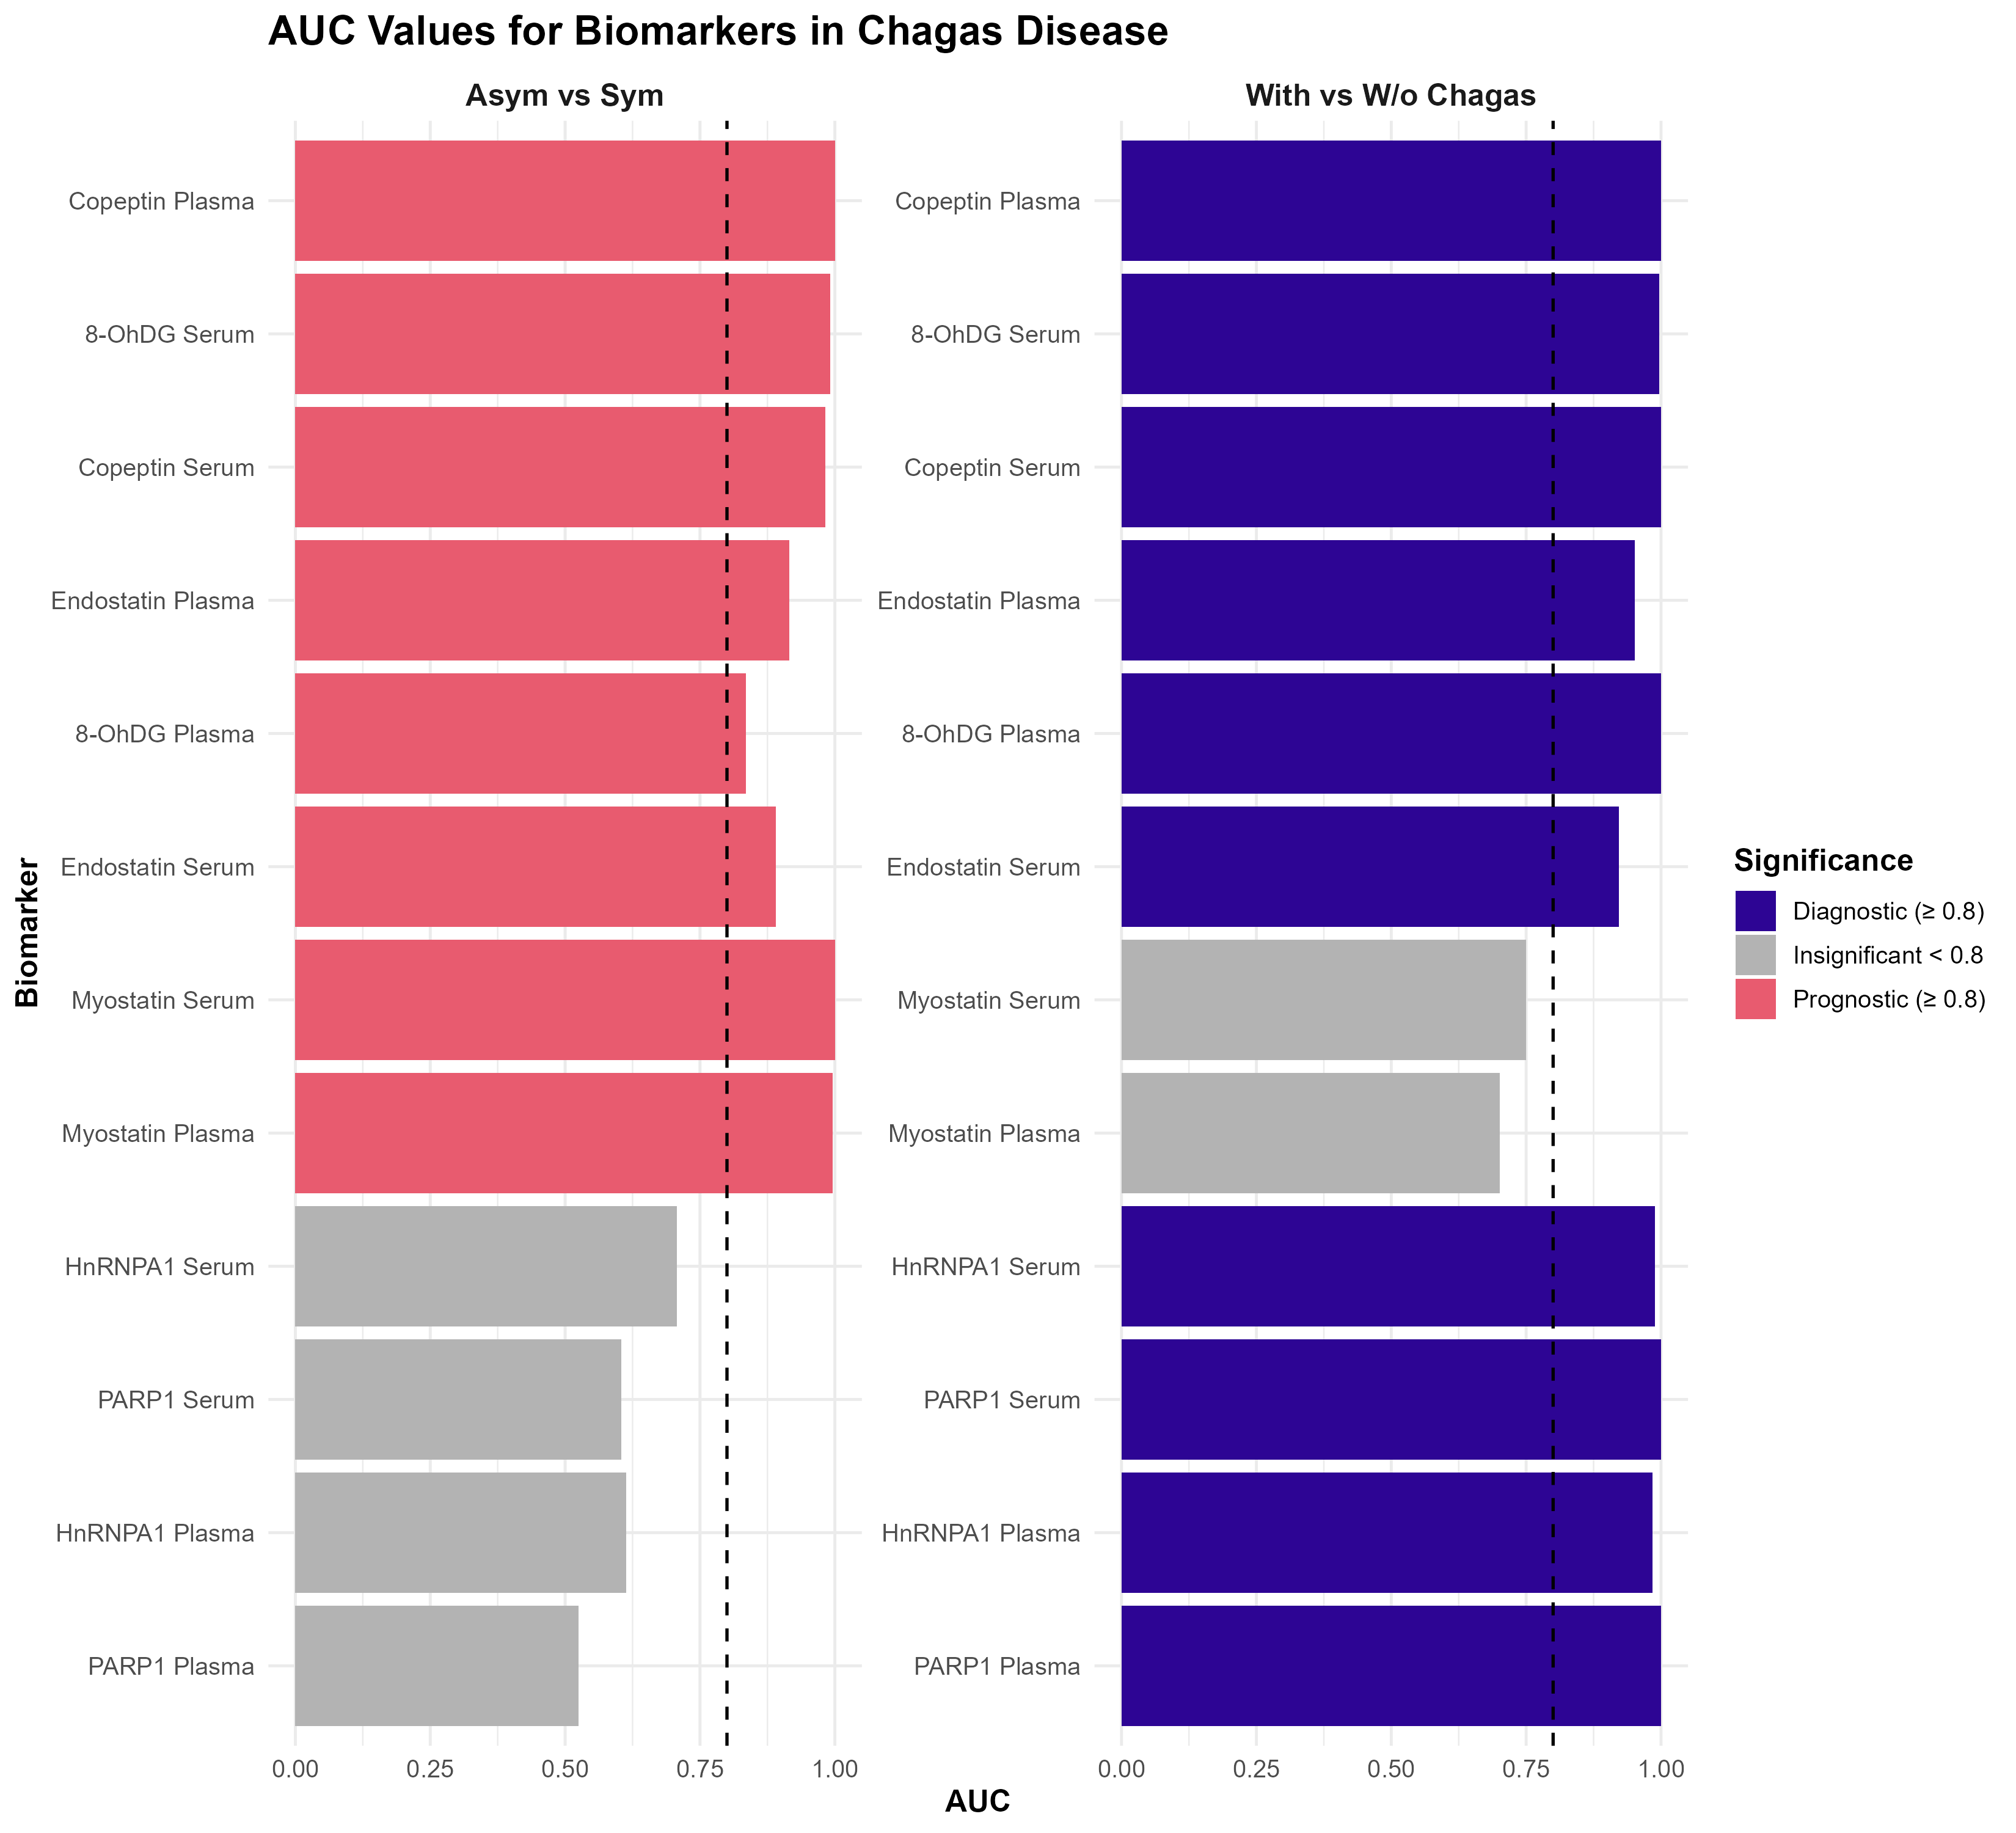 AUC Values for Biomarkers in Chagas Disease
Asym vs Sym
With vs W/o Chagas
Biomarker
Copeptin Plasma
8-OhDG Serum
Copeptin Serum
Endostatin Plasma
8-OhDG Plasma
Endostatin Serum
Myostatin Serum
Myostatin Plasma
HnRNPA1 Serum
PARP1 Serum
HnRNPA1 Plasma
PARP1 Plasma
0.00 0.25 0.50 0.75 1.00
Copeptin Plasma
8-OhDG Serum
Copeptin Serum
Endostatin Plasma
8-OhDG Plasma
Endostatin Serum
Myostatin Serum
Myostatin Plasma
HnRNPA1 Serum
PARP1 Serum
HnRNPA1 Plasma
PARP1 Plasma
0.00 0.25 0.50 0.75 1.00
AUC
Significance
Diagnostic (≥ 0.8)
Insignificant < 0.8
Prognostic (≥ 0.8)